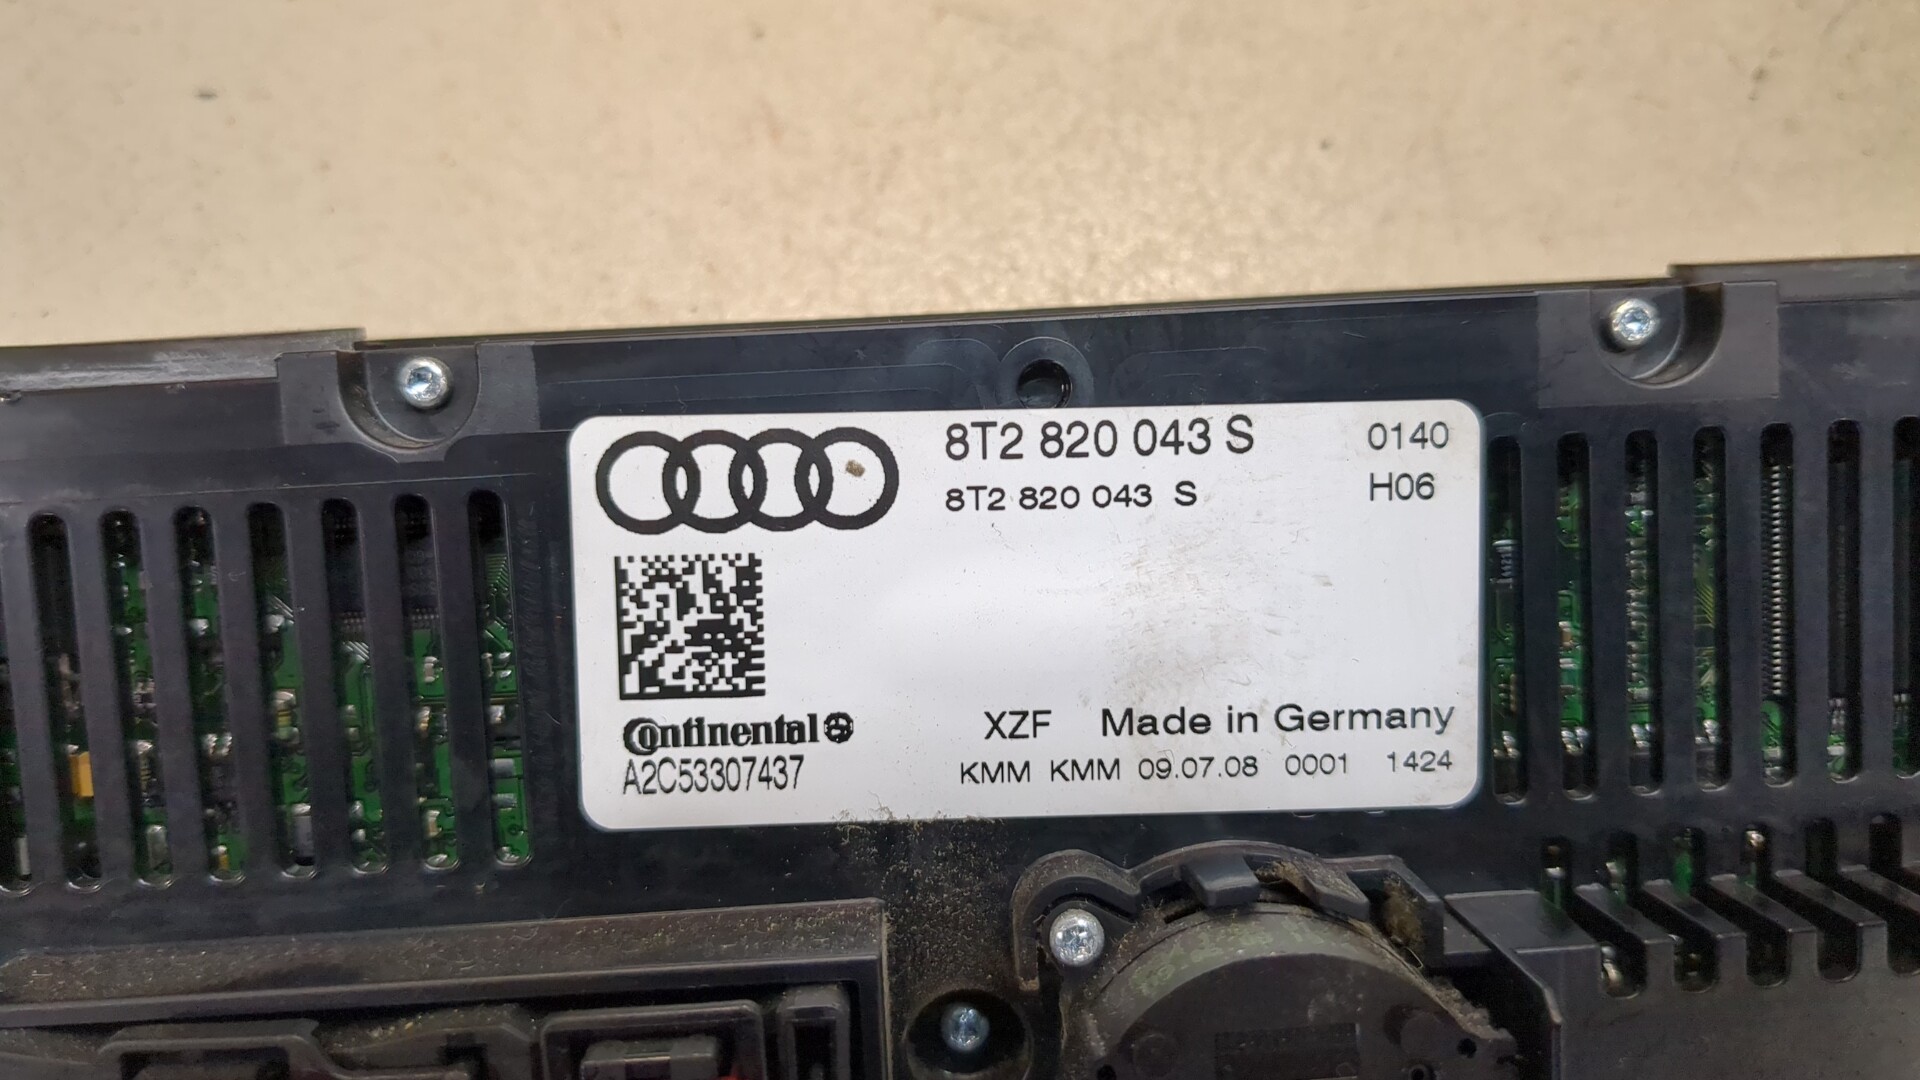 8T2 820 043 S 0140
8T2 820 043 S H06
Continental
XZF Made in Germany
A2C53307437
KMM KMM 09.07.08 0001 1424